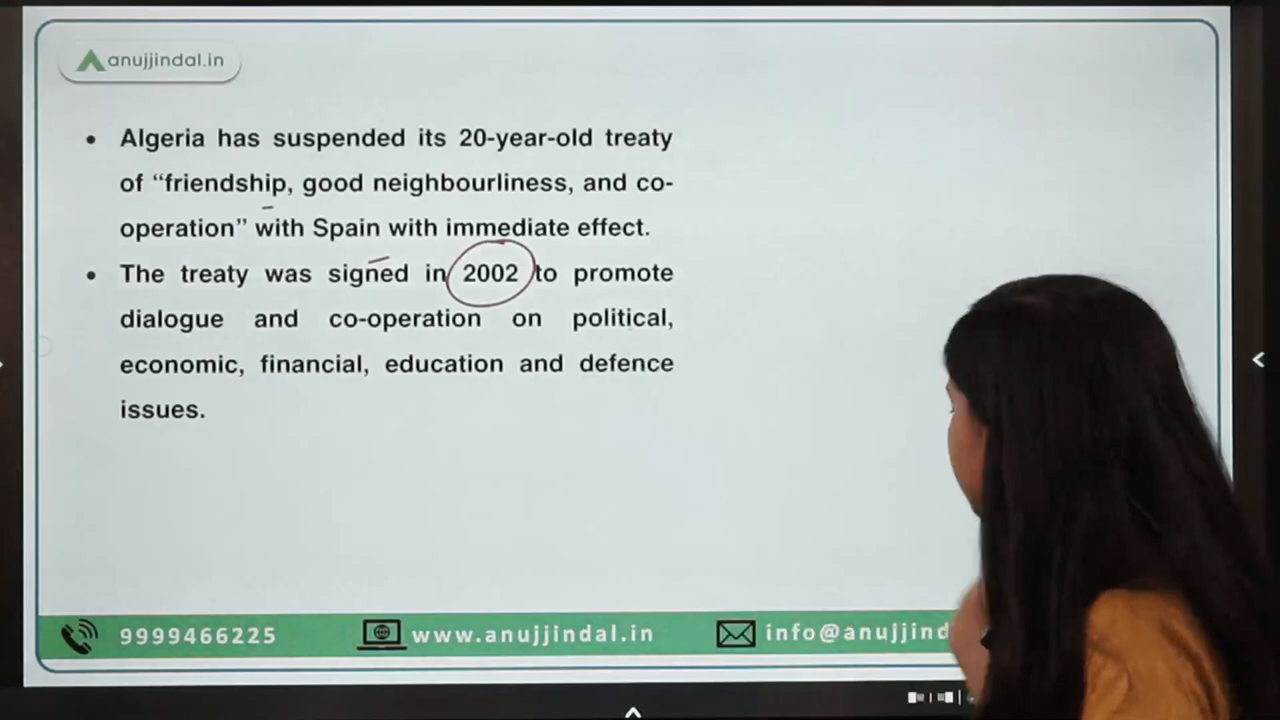 anujjindal.in
• Algeria has suspended its 20-year-old treaty
of “friendship, good neighbourliness, and co-
operation” with Spain with immediate effect.
• The treaty was signed in 2002 to promote
dialogue and co-operation on political,
economic, financial, education and defence
issues.
9999466225 www.anujjindal.in info@anujjind